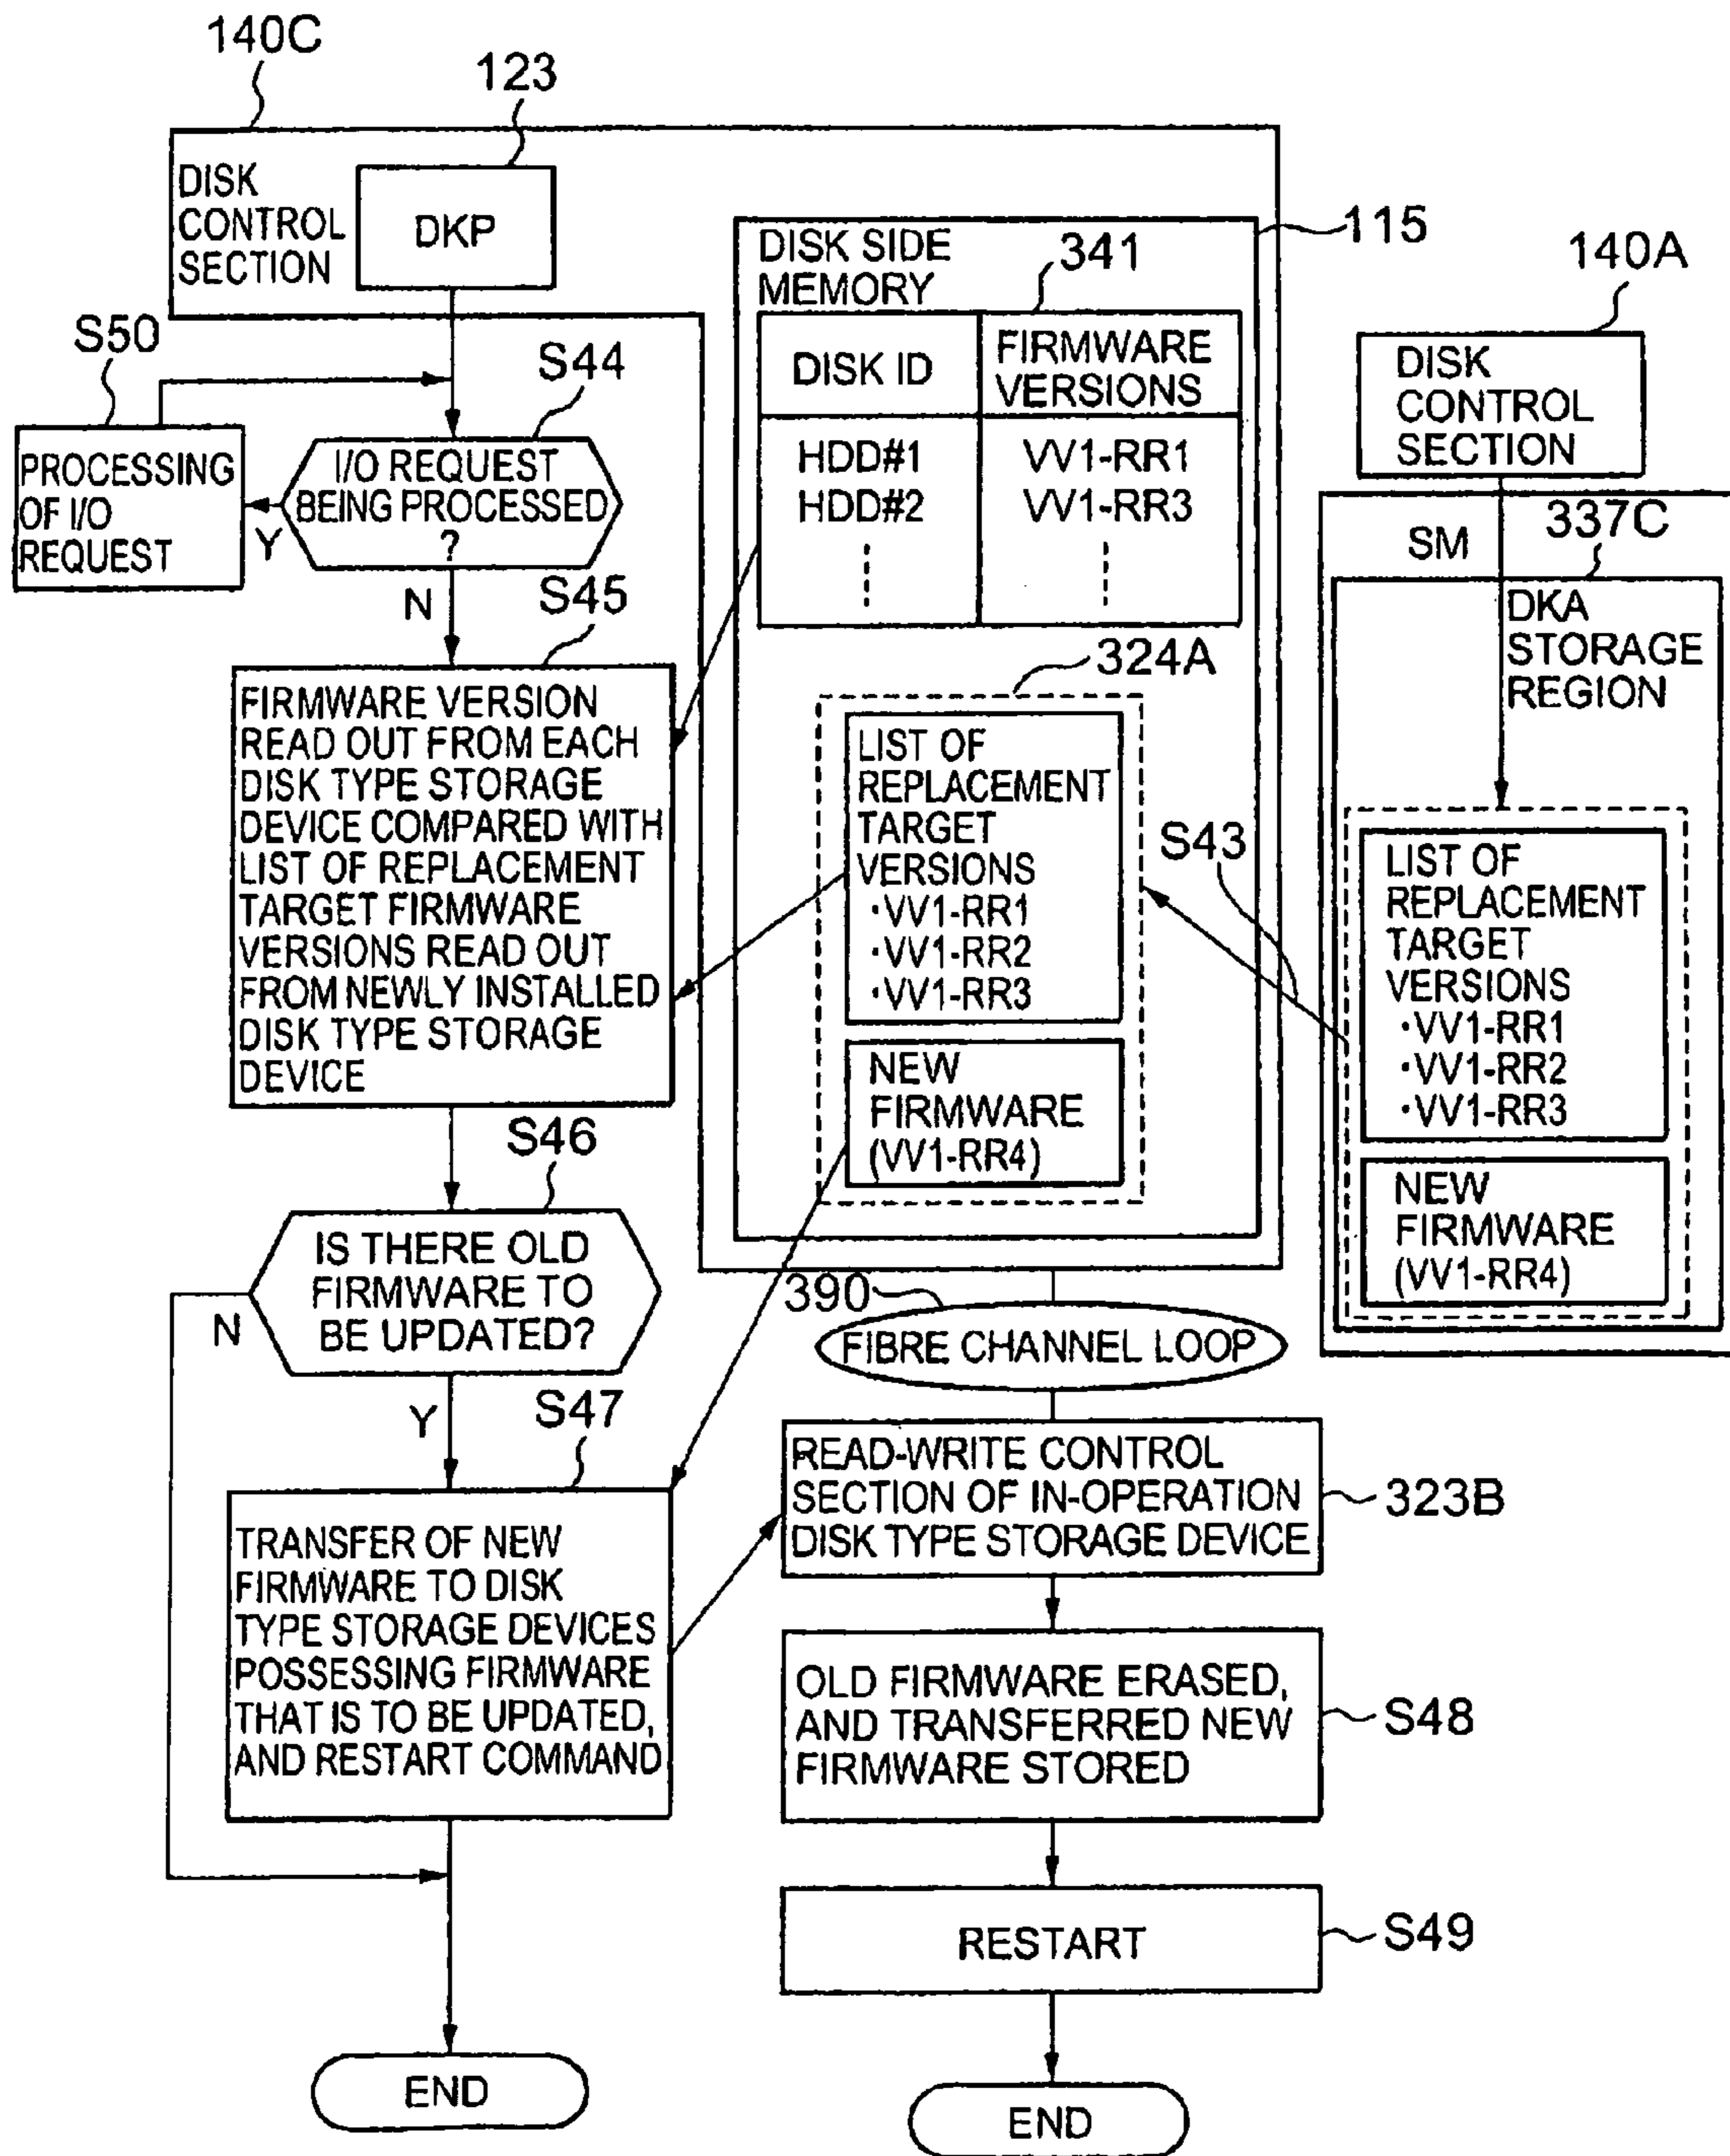 140C
123
DISK
CONTROL
SECTION
DKP
115
DISK SIDE
MEMORY
341
140A
DISK ID
FIRMWARE
VERSIONS
HDD#1
VV1-RR1
HDD#2
VV1-RR3
DISK
CONTROL
SECTION
S50
S44
PROCESSING
OF I/O
REQUEST
I/O REQUEST
BEING PROCESSED
?
Y
N
S45
SM
337C
DKA
STORAGE
REGION
324A
FIRMWARE VERSION
READ OUT FROM EACH
DISK TYPE STORAGE
DEVICE COMPARED WITH
LIST OF REPLACEMENT
TARGET FIRMWARE
VERSIONS READ OUT
FROM NEWLY INSTALLED
DISK TYPE STORAGE
DEVICE
LIST OF
REPLACEMENT
TARGET
VERSIONS
·VV1-RR1
·VV1-RR2
·VV1-RR3
NEW
FIRMWARE
(VV1-RR4)
S43
LIST OF
REPLACEMENT
TARGET
VERSIONS
·VV1-RR1
·VV1-RR2
·VV1-RR3
NEW
FIRMWARE
(VV1-RR4)
S46
IS THERE OLD
FIRMWARE TO
BE UPDATED?
N
Y
390
FIBRE CHANNEL LOOP
S47
TRANSFER OF NEW
FIRMWARE TO DISK
TYPE STORAGE DEVICES
POSSESSING FIRMWARE
THAT IS TO BE UPDATED,
AND RESTART COMMAND
READ-WRITE CONTROL
SECTION OF IN-OPERATION
DISK TYPE STORAGE DEVICE
323B
OLD FIRMWARE ERASED,
AND TRANSFERRED NEW
FIRMWARE STORED
S48
RESTART
S49
END
END